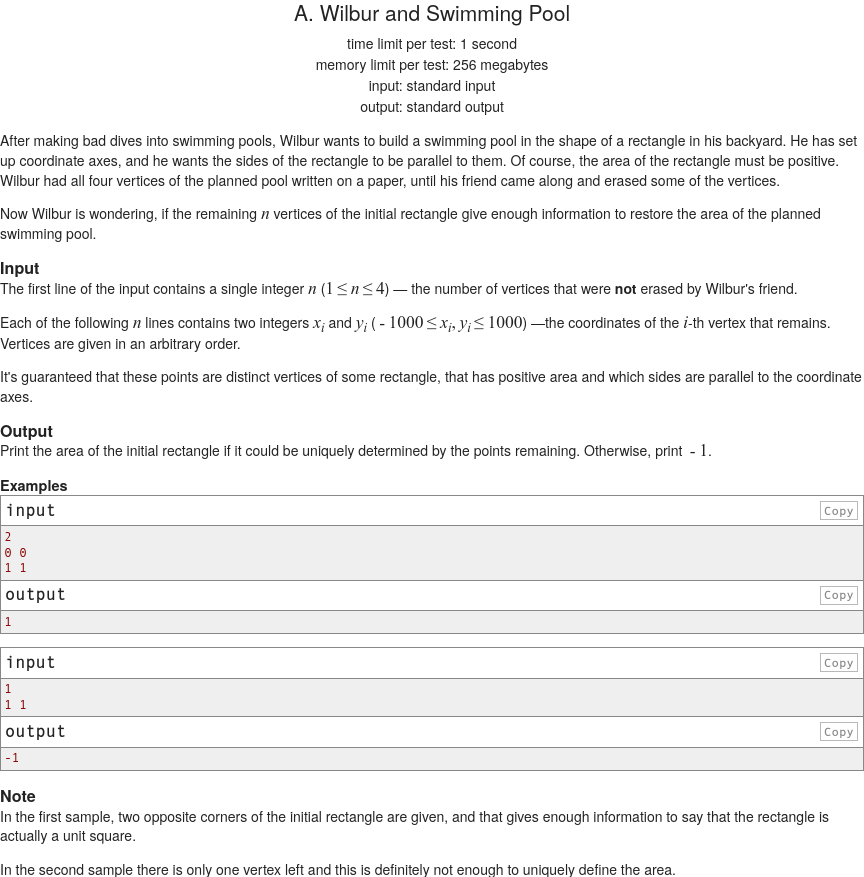 A. Wilbur and Swimming Pool
time limit per test: 1 second
memory limit per test: 256 megabytes
input: standard input
output: standard output
After making bad dives into swimming pools, Wilbur wants to build a swimming pool in the shape of a rectangle in his backyard. He has set
up coordinate axes, and he wants the sides of the rectangle to be parallel to them. Of course, the area of the rectangle must be positive.
Wilbur had all four vertices of the planned pool written on a paper, until his friend came along and erased some of the vertices.
Now Wilbur is wondering, if the remaining n vertices of the initial rectangle give enough information to restore the area of the planned
swimming pool.
Input
The first line of the input contains a single integer n (1 ≤ n ≤ 4) — the number of vertices that were not erased by Wilbur's friend.
Each of the following n lines contains two integers xi and yi ( - 1000 ≤ xi, yi ≤ 1000) —the coordinates of the i-th vertex that remains.
Vertices are given in an arbitrary order.
It's guaranteed that these points are distinct vertices of some rectangle, that has positive area and which sides are parallel to the coordinate
axes.
Output
Print the area of the initial rectangle if it could be uniquely determined by the points remaining. Otherwise, print - 1.
Examples
input Copy
2
0 0
1 1
output Copy
1
input Copy
1
1 1
output Copy
-1
Note
In the first sample, two opposite corners of the initial rectangle are given, and that gives enough information to say that the rectangle is
actually a unit square.
In the second sample there is only one vertex left and this is definitely not enough to uniquely define the area.